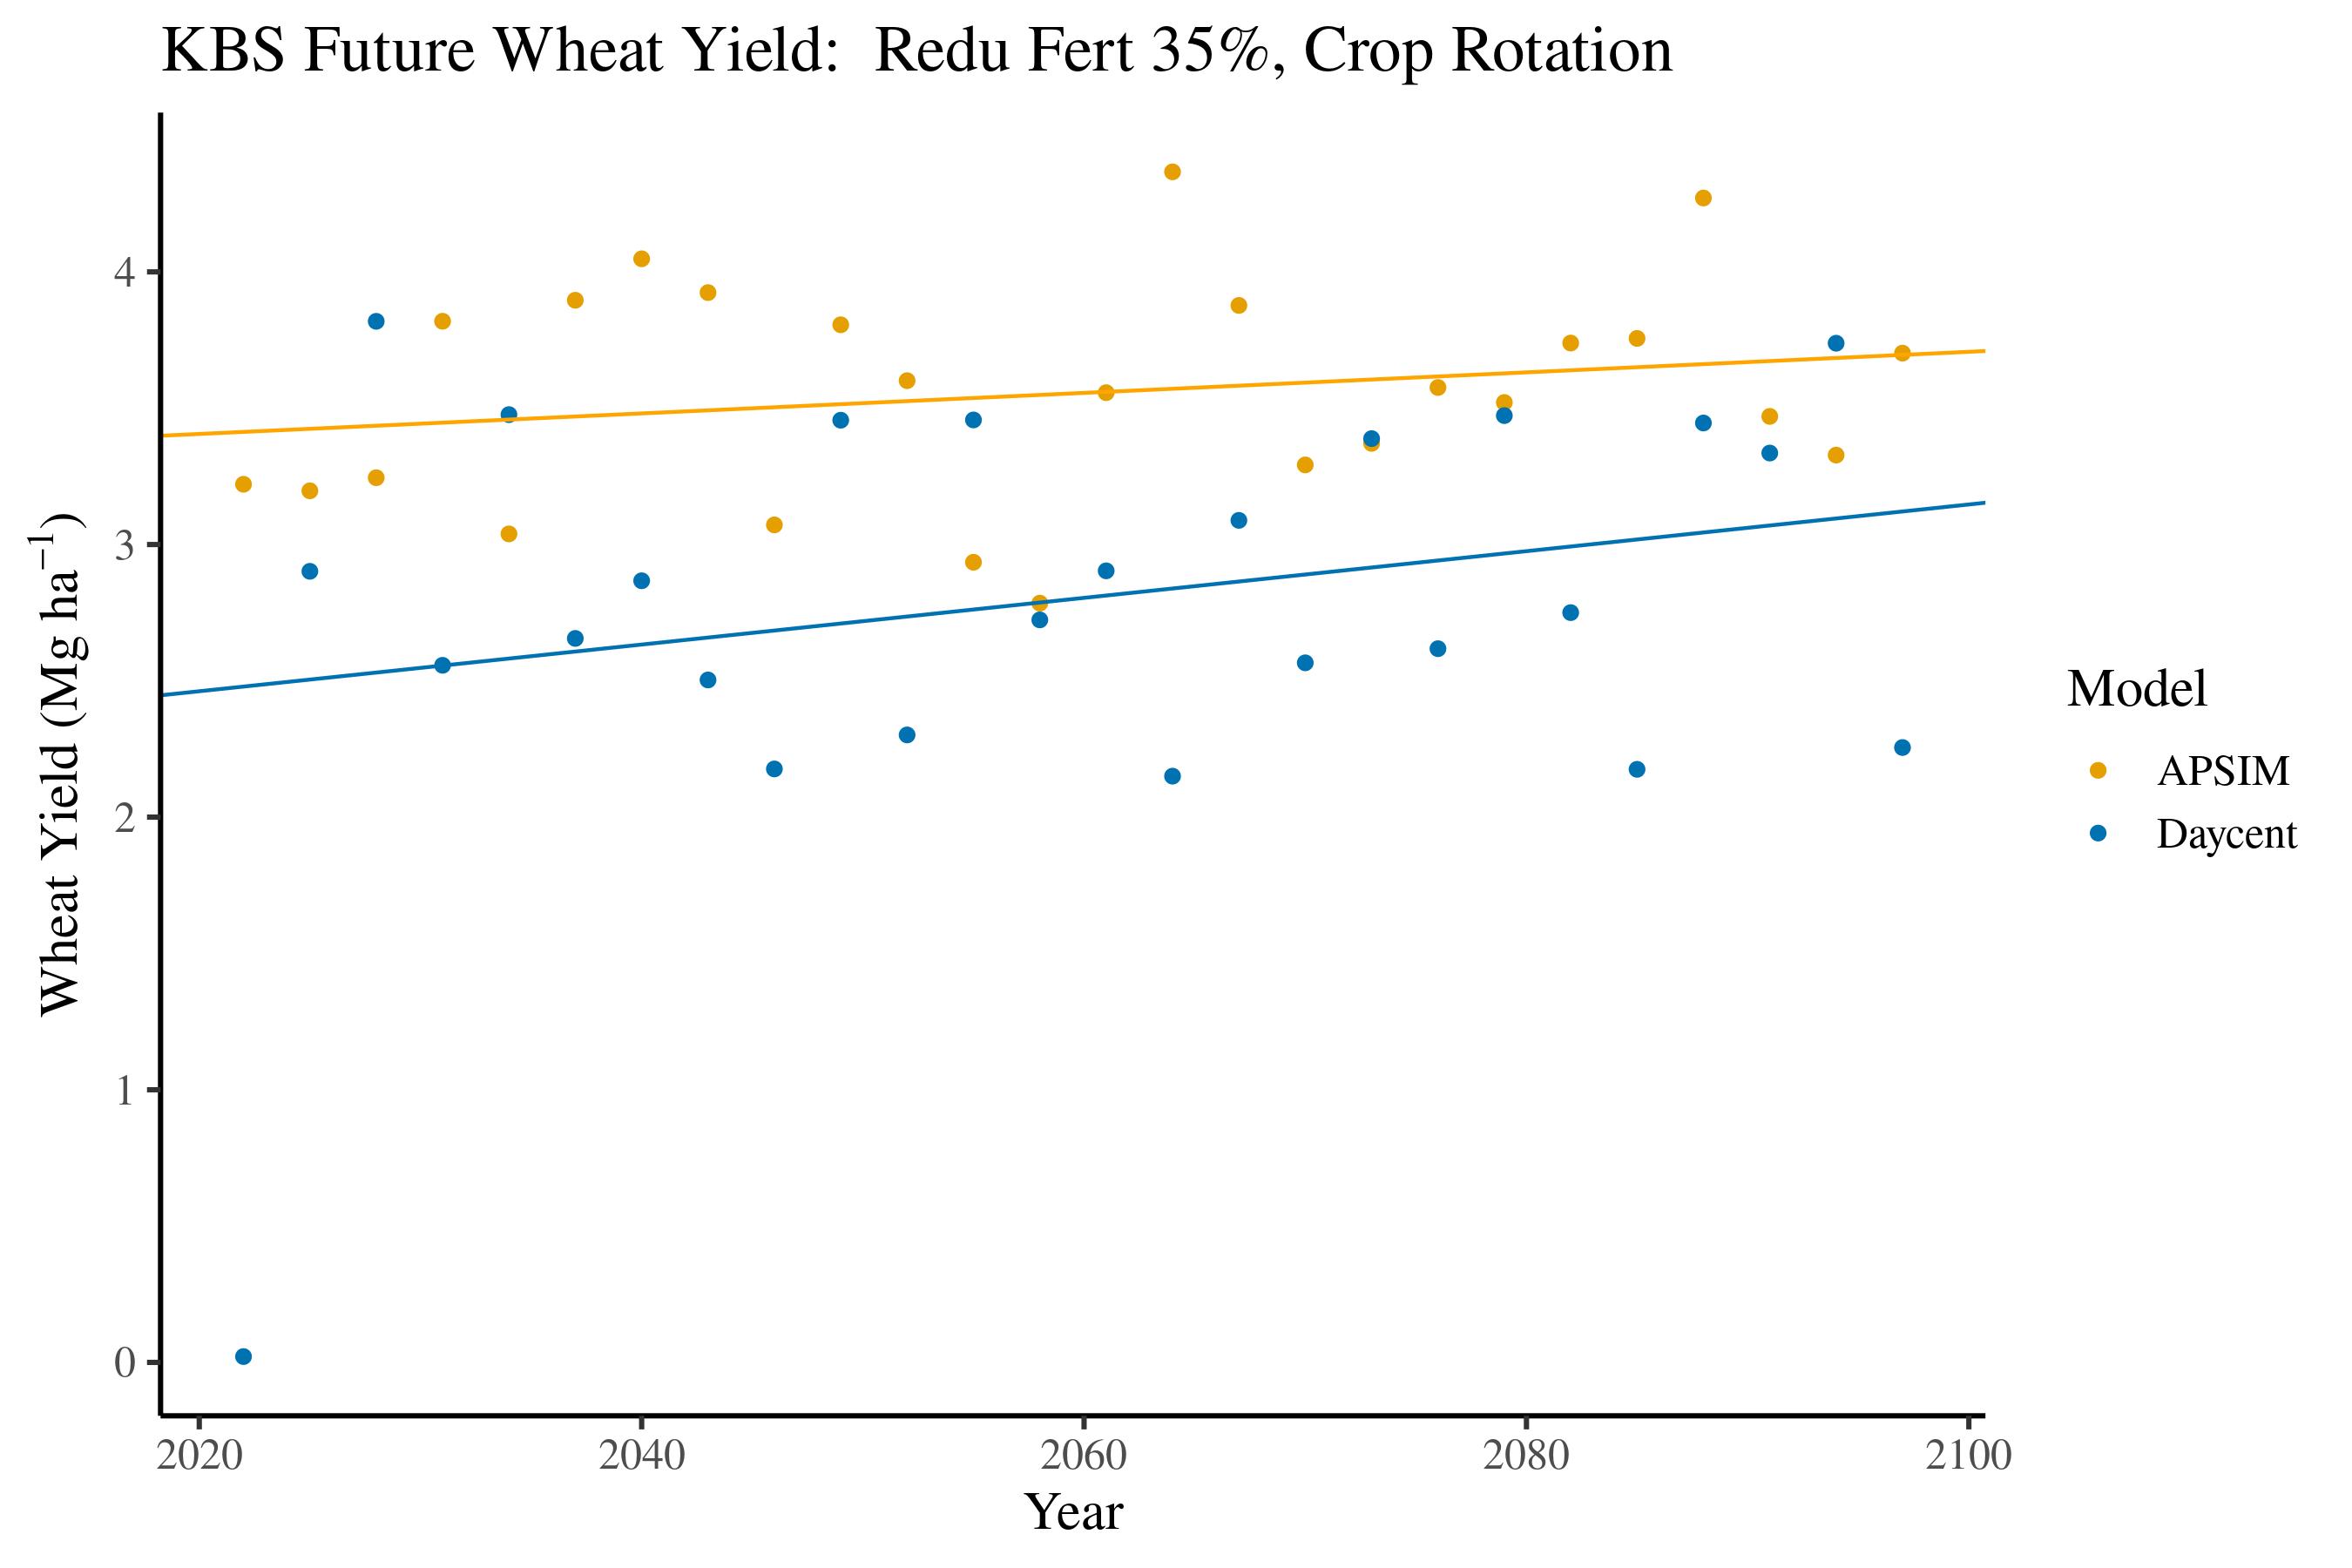 KBS Future Wheat Yield:  Redu Fert 35%, Crop Rotation
Wheat Yield (Mg ha⁻¹)
4
3
2
1
0
2020 2040 2060 2080 2100
Year
Model
APSIM
Daycent